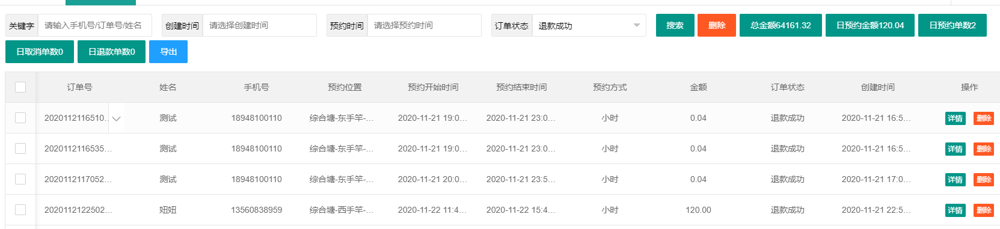 关键字 请输入手机号/订单号/姓名 创建时间 请选择创建时间 预约时间 请选择预约时间 订单状态 退款成功 搜索 删除 总金额64161.32 日预约金额120.04 日预约单数2
日取消单数0 日退款单数0 导出
订单号 姓名 手机号 预约位置 预约开始时间 预约结束时间 预约方式 金额 订单状态 创建时间 操作
2020112116510... 测试 18948100110 综合塘-东手竿-... 2020-11-21 19:0... 2020-11-21 23:0... 小时 0.04 退款成功 2020-11-21 16:5... 详情 删除
2020112116535... 测试 18948100110 综合塘-东手竿-... 2020-11-21 19:0... 2020-11-21 23:0... 小时 0.04 退款成功 2020-11-21 16:5... 详情 删除
2020112117052... 测试 18948100110 综合塘-东手竿-... 2020-11-21 20:0... 2020-11-21 23:5... 小时 0.04 退款成功 2020-11-21 17:0... 详情 删除
2020112122502... 妞妞 13560838959 综合塘-西手竿-... 2020-11-22 11:4... 2020-11-22 15:4... 小时 120.00 退款成功 2020-11-21 22:5... 详情 删除